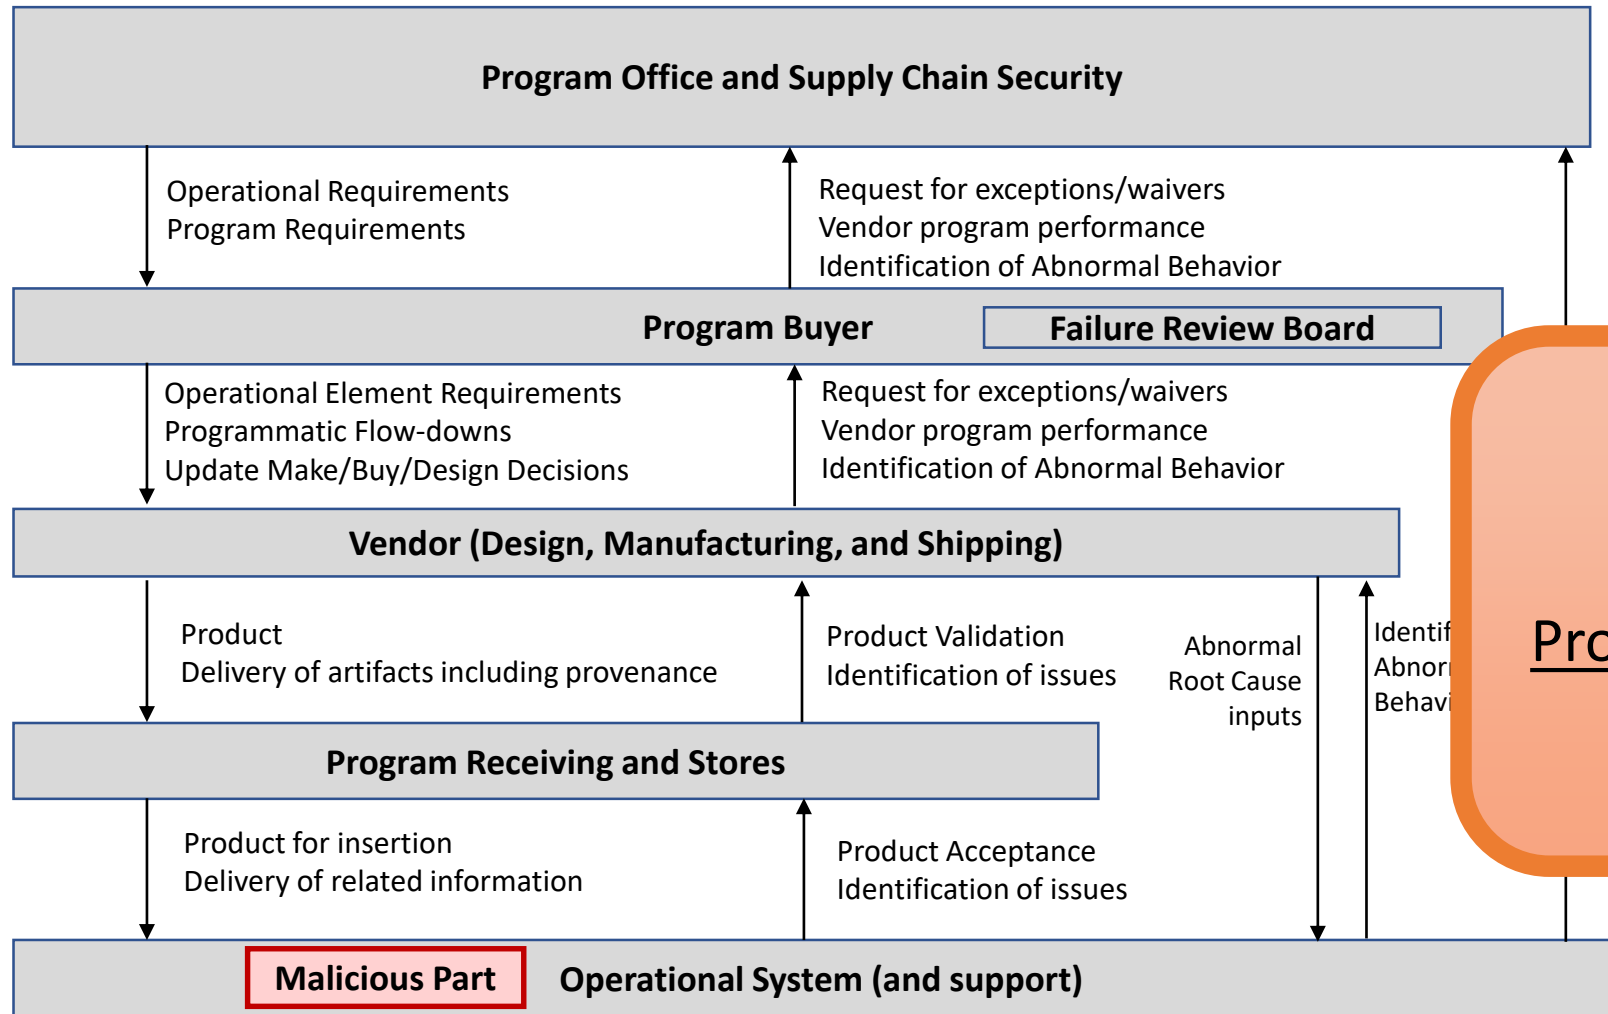 Program Office and Supply Chain Security
Operational Requirements
Program Requirements
Request for exceptions/waivers
Vendor program performance
Identification of Abnormal Behavior
Program Buyer
Failure Review Board
Operational Element Requirements
Programmatic Flow-downs
Update Make/Buy/Design Decisions
Request for exceptions/waivers
Vendor program performance
Identification of Abnormal Behavior
Vendor (Design, Manufacturing, and Shipping)
Product
Delivery of artifacts including provenance
Product Validation
Identification of issues
Abnormal
Root Cause
inputs
Program Receiving and Stores
Product for insertion
Delivery of related information
Product Acceptance
Identification of issues
Malicious Part
Operational System (and support)